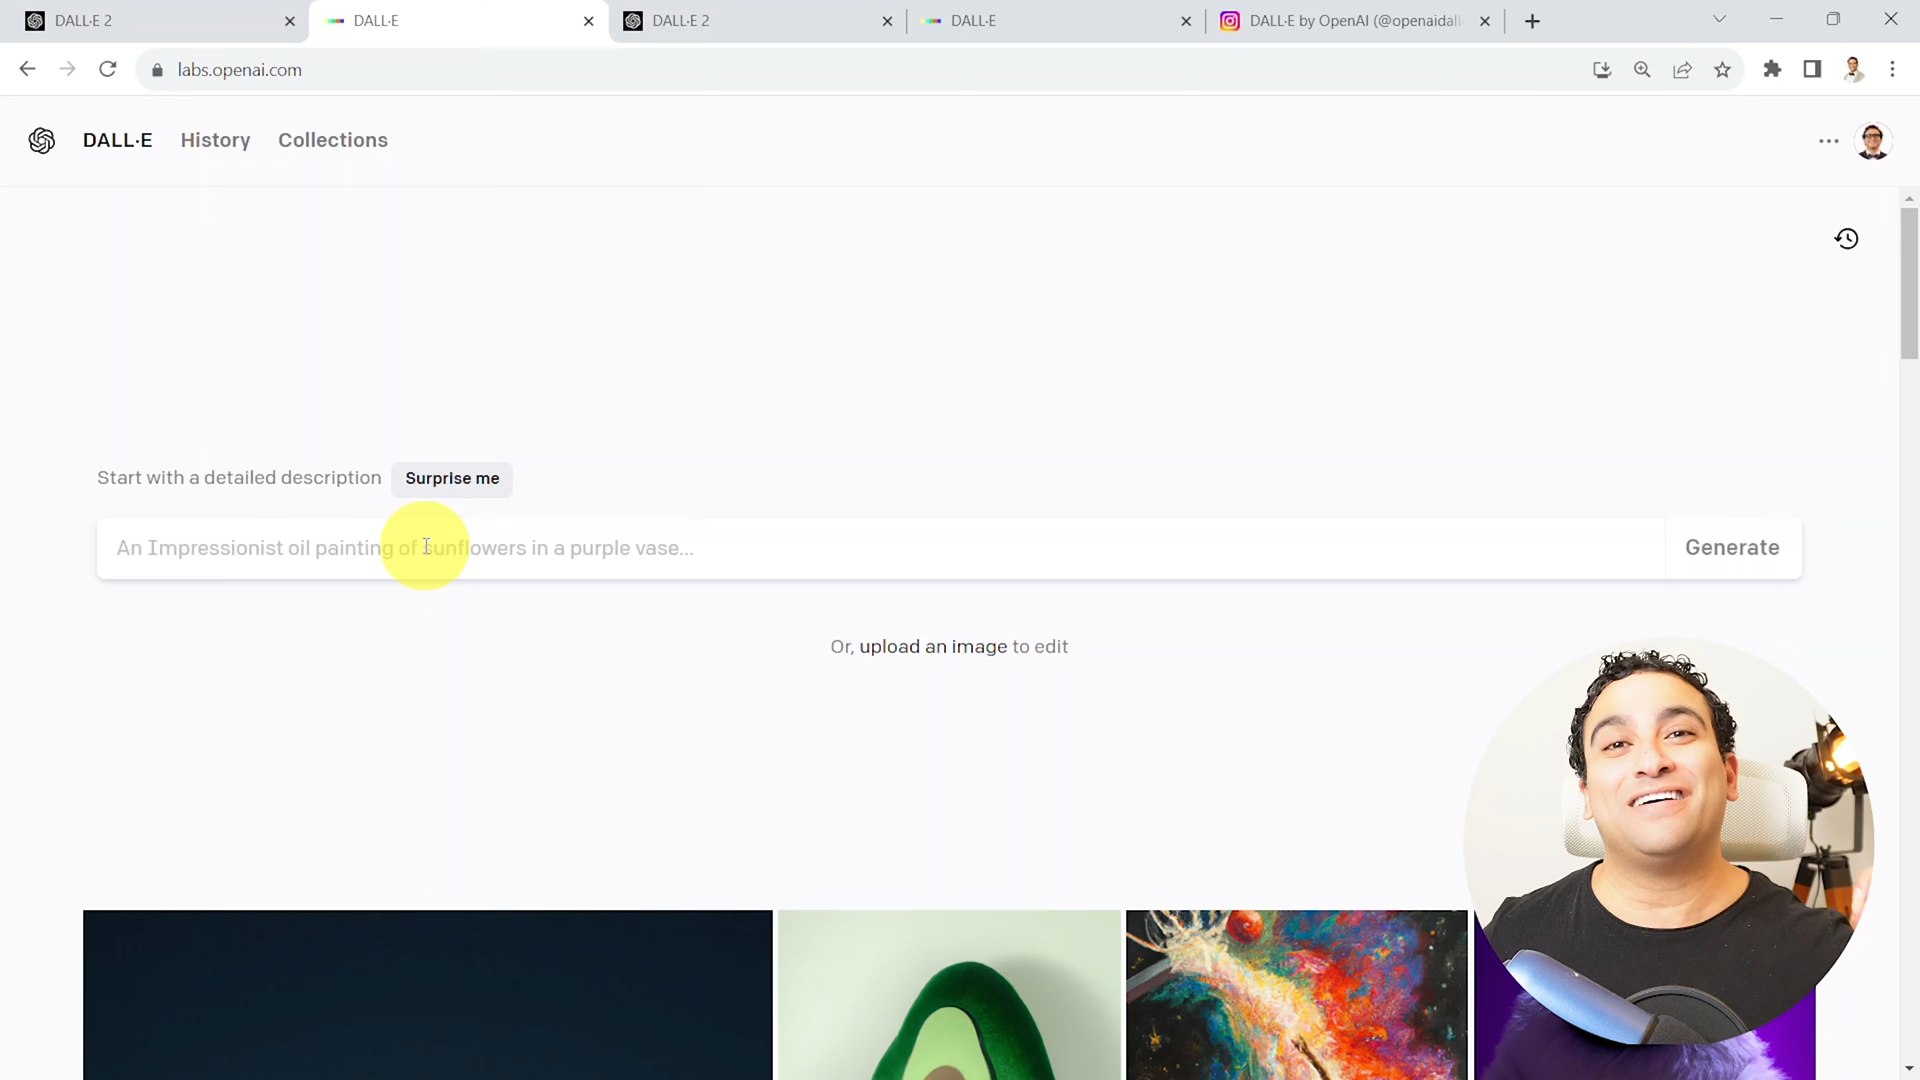 DALL·E 2
DALL·E
DALL·E 2
DALL·E
DALL·E by OpenAI (@openaidall
labs.openai.com
DALL·E
History
Collections
Start with a detailed description
Surprise me
An Impressionist oil painting of sunflowers in a purple vase...
Generate
Or, upload an image to edit